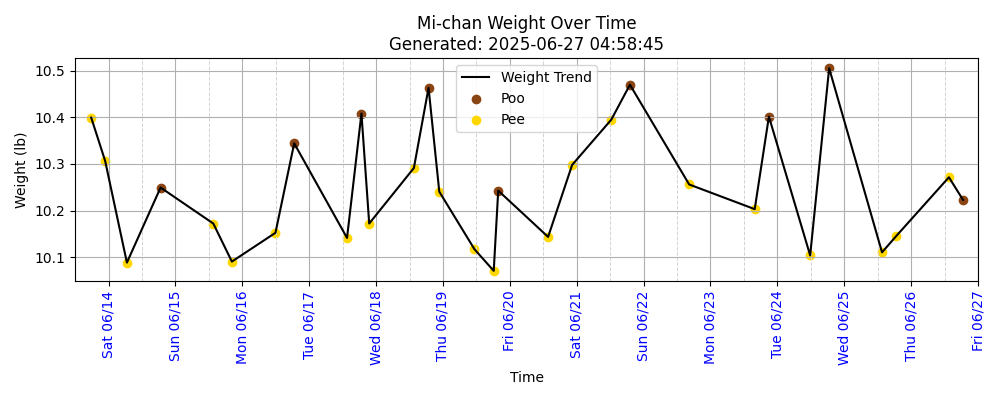 Mi-chan Weight Over Time
Generated: 2025-06-27 04:58:45
Weight (lb)
10.5
10.4
10.3
10.2
10.1
Weight Trend
Poo
Pee
Sat 06/14
Sun 06/15
Mon 06/16
Tue 06/17
Wed 06/18
Thu 06/19
Fri 06/20
Sat 06/21
Sun 06/22
Mon 06/23
Tue 06/24
Wed 06/25
Thu 06/26
Fri 06/27
Time